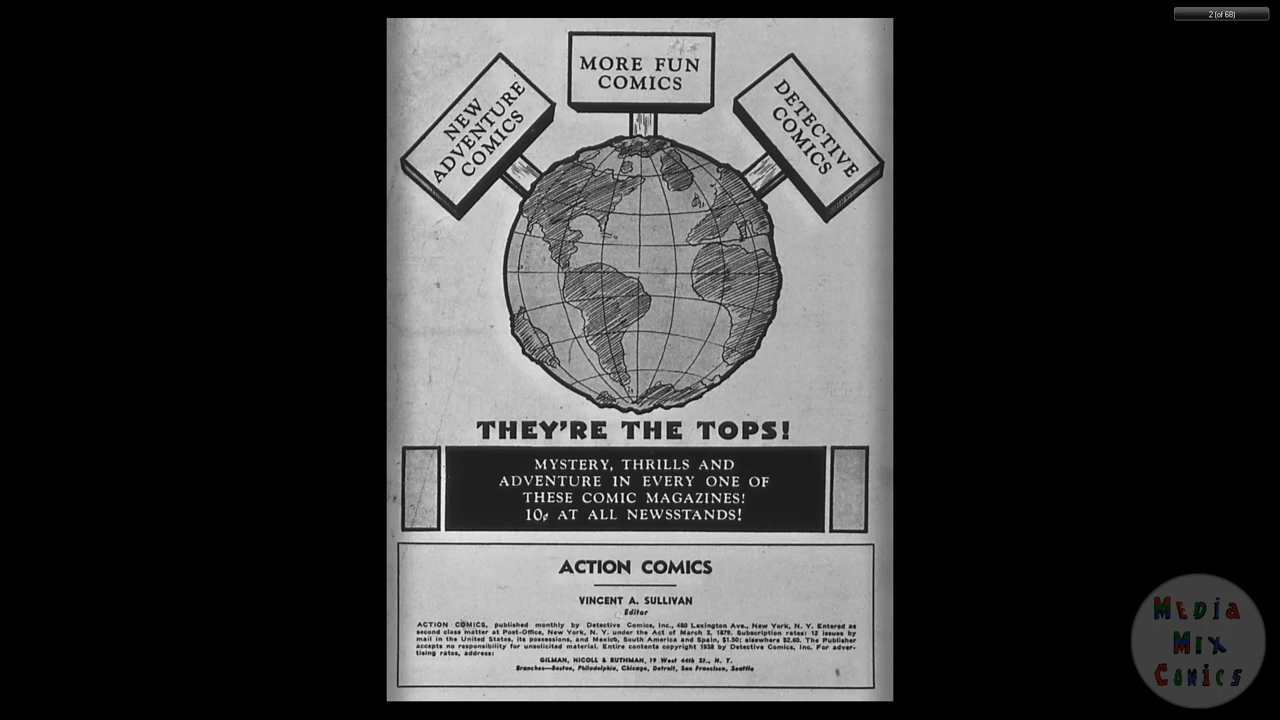 2 (of 68)
MORE FUN
COMICS
NEW
ADVENTURE
COMICS
DETECTIVE
COMICS
THEY'RE THE TOPS!
MYSTERY, THRILLS AND
ADVENTURE IN EVERY ONE OF
THESE COMIC MAGAZINES!
10¢ AT ALL NEWSSTANDS!
ACTION COMICS
VINCENT A. SULLIVAN
Editor
ACTION COMICS, published monthly by Detective Comics, Inc., 480 Lexington Ave., New York, N. Y. Entered as
second class matter at Post-Office, New York, N. Y. under the Act of March 3, 1879. Subscription rates: 12 issues by
mail in the United States, its possessions, and Mexico, South America and Spain, $1.50; elsewhere $2.60. The Publisher
accepts no responsibility for unsolicited material. Entire contents copyright 1938 by Detective Comics, Inc. For adver-
tising rates, address:
GILMAN, NICOLL & RUTHMAN, 19 West 44th St., N. Y.
Branches—Boston, Philadelphia, Chicago, Detroit, San Francisco, Seattle
MEDiA
MiX
COMiCS